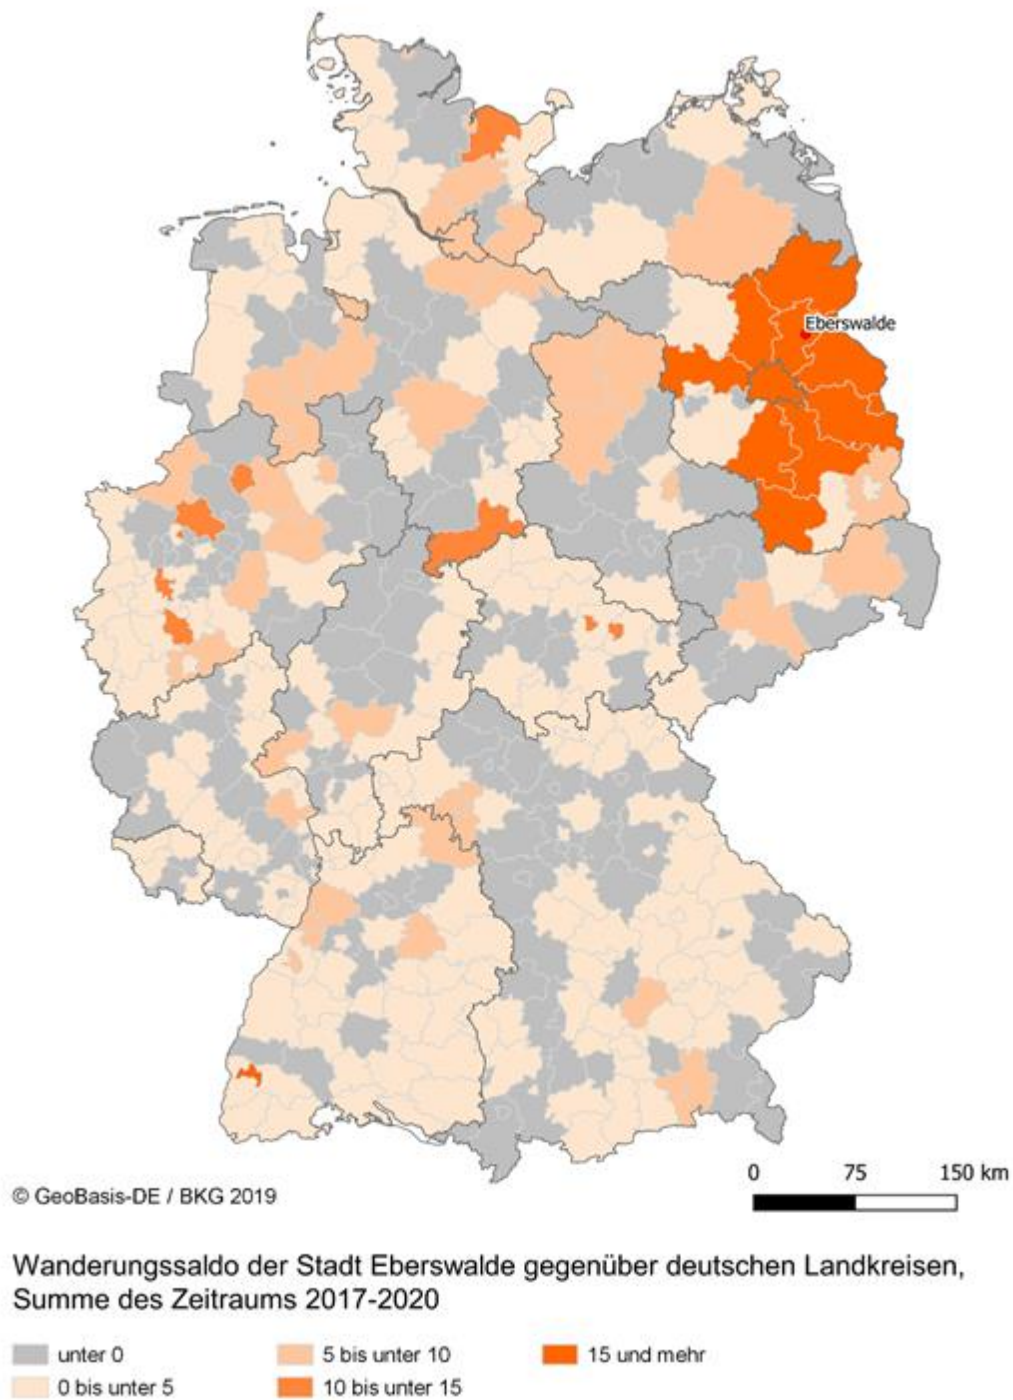 Eberswalde
0 75 150 km
© GeoBasis-DE / BKG 2019
Wanderungssaldo der Stadt Eberswalde gegenüber deutschen Landkreisen,
Summe des Zeitraums 2017-2020
unter 0 5 bis unter 10 15 und mehr
0 bis unter 5 10 bis unter 15